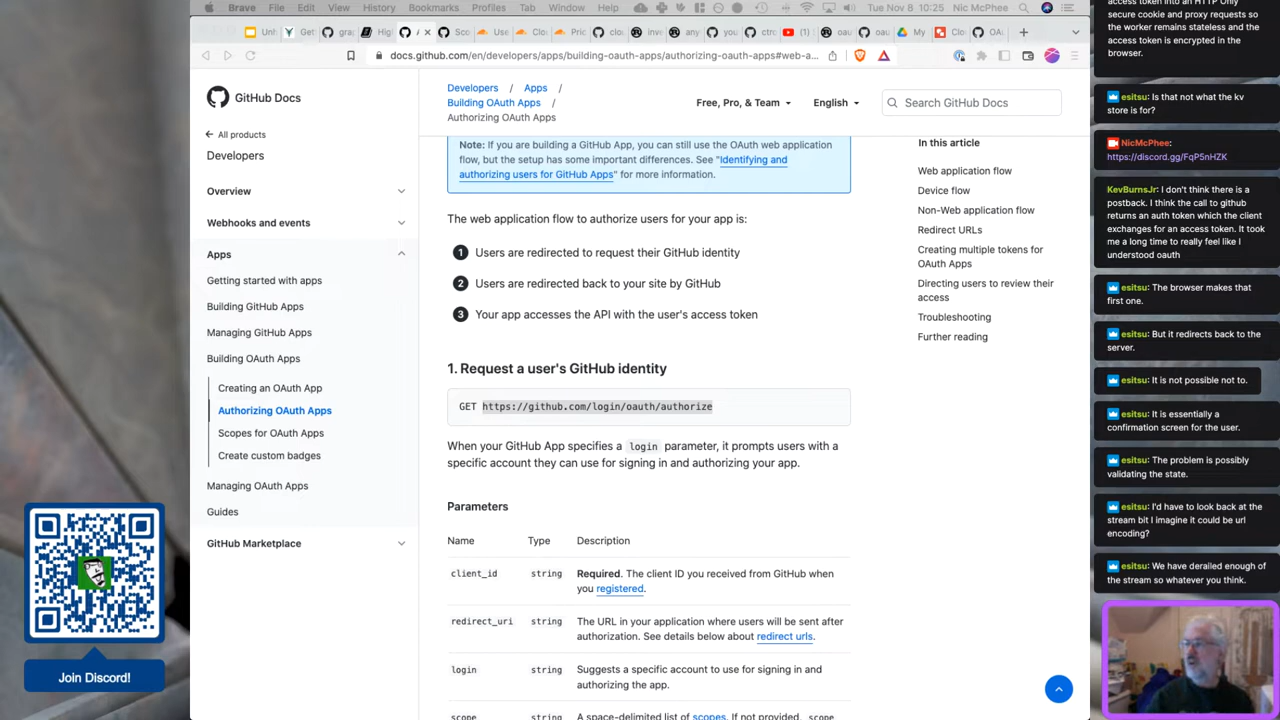 Brave File Edit View History Bookmarks Profiles Tab Window Help
Tue Nov 8 10:25 Nic McPhee
docs.github.com/en/developers/apps/building-oauth-apps/authorizing-oauth-apps#web-a...
GitHub Docs
All products
Developers
Overview
Webhooks and events
Apps
Getting started with apps
Building GitHub Apps
Managing GitHub Apps
Building OAuth Apps
Creating an OAuth App
Authorizing OAuth Apps
Scopes for OAuth Apps
Create custom badges
Managing OAuth Apps
Guides
GitHub Marketplace
Join Discord!
Developers / Apps /
Building OAuth Apps /
Authorizing OAuth Apps
Free, Pro, & Team
English
Search GitHub Docs
Note: If you are building a GitHub App, you can still use the OAuth web application
flow, but the setup has some important differences. See "Identifying and
authorizing users for GitHub Apps" for more information.
The web application flow to authorize users for your app is:
1 Users are redirected to request their GitHub identity
2 Users are redirected back to your site by GitHub
3 Your app accesses the API with the user's access token
1. Request a user's GitHub identity
GET https://github.com/login/oauth/authorize
When your GitHub App specifies a login parameter, it prompts users with a
specific account they can use for signing in and authorizing your app.
Parameters
Name Type Description
client_id string Required. The client ID you received from GitHub when
you registered.
redirect_uri string The URL in your application where users will be sent after
authorization. See details below about redirect urls.
login string Suggests a specific account to use for signing in and
authorizing the app.
scope string A space-delimited list of scopes. If not provided, scope
In this article
Web application flow
Device flow
Non-Web application flow
Redirect URLs
Creating multiple tokens for
OAuth Apps
Directing users to review their
access
Troubleshooting
Further reading
access token into an HTTP Only
secure cookie and proxy requests so
the worker remains stateless and the
access token is encrypted in the
browser.
esitsu: Is that not what the kv
store is for?
NicMcPhee:
https://discord.gg/FqP5nHZK
KevBurnsJr: I don't think there is a
postback. I think the call to github
returns an auth token which the client
exchanges for an access token. It took
me a long time to really feel like I
understood oauth
esitsu: The browser makes that
first one.
esitsu: But it redirects back to the
server.
esitsu: It is not possible not to.
esitsu: It is essentially a
confirmation screen for the user.
esitsu: The problem is possibly
validating the state.
esitsu: I'd have to look back at the
stream bit I imagine it could be url
encoding?
esitsu: We have derailed enough of
the stream so whatever you think.